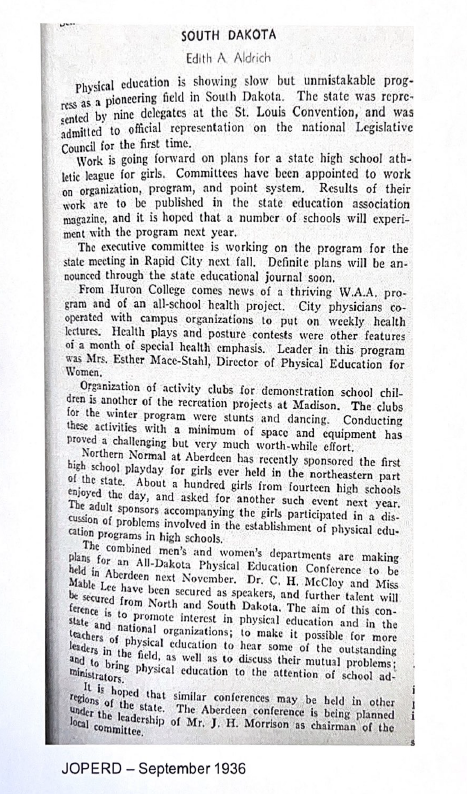 SOUTH DAKOTA
Edith A. Aldrich
Physical education is showing slow but unmistakable prog-
ress as a pioneering field in South Dakota. The state was repre-
sented by nine delegates at the St. Louis Convention, and was
admitted to official representation on the national Legislative
Council for the first time.
Work is going forward on plans for a state high school ath-
letic league for girls. Committees have been appointed to work
on organization, program, and point system. Results of their
work are to be published in the state education association
magazine, and it is hoped that a number of schools will experi-
ment with the program next year.
The executive committee is working on the program for the
state meeting in Rapid City next fall. Definite plans will be an-
nounced through the state educational journal soon.
From Huron College comes news of a thriving W.A.A. pro-
gram and of an all-school health project. City physicians co-
operated with campus organizations to put on weekly health
lectures. Health plays and posture contests were other features
of a month of special health emphasis. Leader in this program
was Mrs. Esther Mace-Stahl, Director of Physical Education for
Women.
Organization of activity clubs for demonstration school chil-
dren is another of the recreation projects at Madison. The clubs
for the winter program were stunts and dancing. Conducting
these activities with a minimum of space and equipment has
proved a challenging but very much worth-while effort.
Northern Normal at Aberdeen has recently sponsored the first
high school playday for girls ever held in the northeastern part
of the state. About a hundred girls from fourteen high schools
enjoyed the day, and asked for another such event next year.
The adult sponsors accompanying the girls participated in a dis-
cussion of problems involved in the establishment of physical edu-
cation programs in high schools.
The combined men's and women's departments are making
plans for an All-Dakota Physical Education Conference to be
held in Aberdeen next November. Dr. C. H. McCloy and Miss
Mable Lee have been secured as speakers, and further talent will
be secured from North and South Dakota. The aim of this con-
ference is to promote interest in physical education and in the
state and national organizations; to make it possible for more
teachers of physical education to hear some of the outstanding
leaders in the field, as well as to discuss their mutual problems;
and to bring physical education to the attention of school ad-
ministrators.
It is hoped that similar conferences may be held in other
regions of the state. The Aberdeen conference is being planned
under the leadership of Mr. J. H. Morrison as chairman of the
local committee.
JOPERD – September 1936